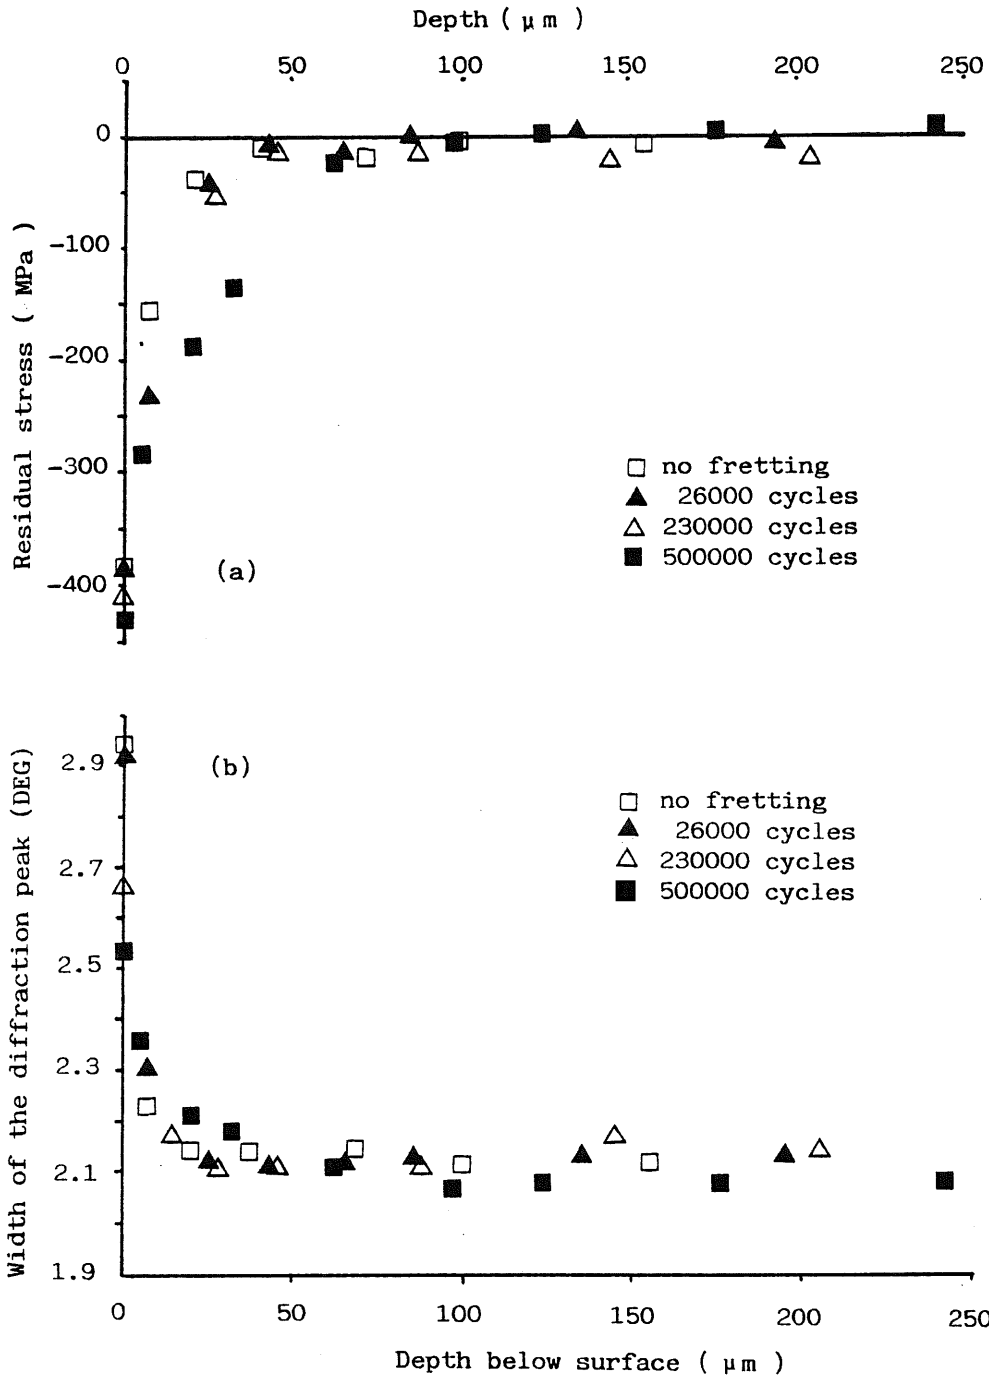 Depth ( μm )
0 50 100 150 200 250
0
-100
-200
-300
-400
Residual stress ( MPa )
no fretting
26000 cycles
230000 cycles
500000 cycles
(a)
2.9
2.7
2.5
2.3
2.1
1.9
Width of the diffraction peak (DEG)
(b)
no fretting
26000 cycles
230000 cycles
500000 cycles
0 50 100 150 200 250
Depth below surface ( μm )